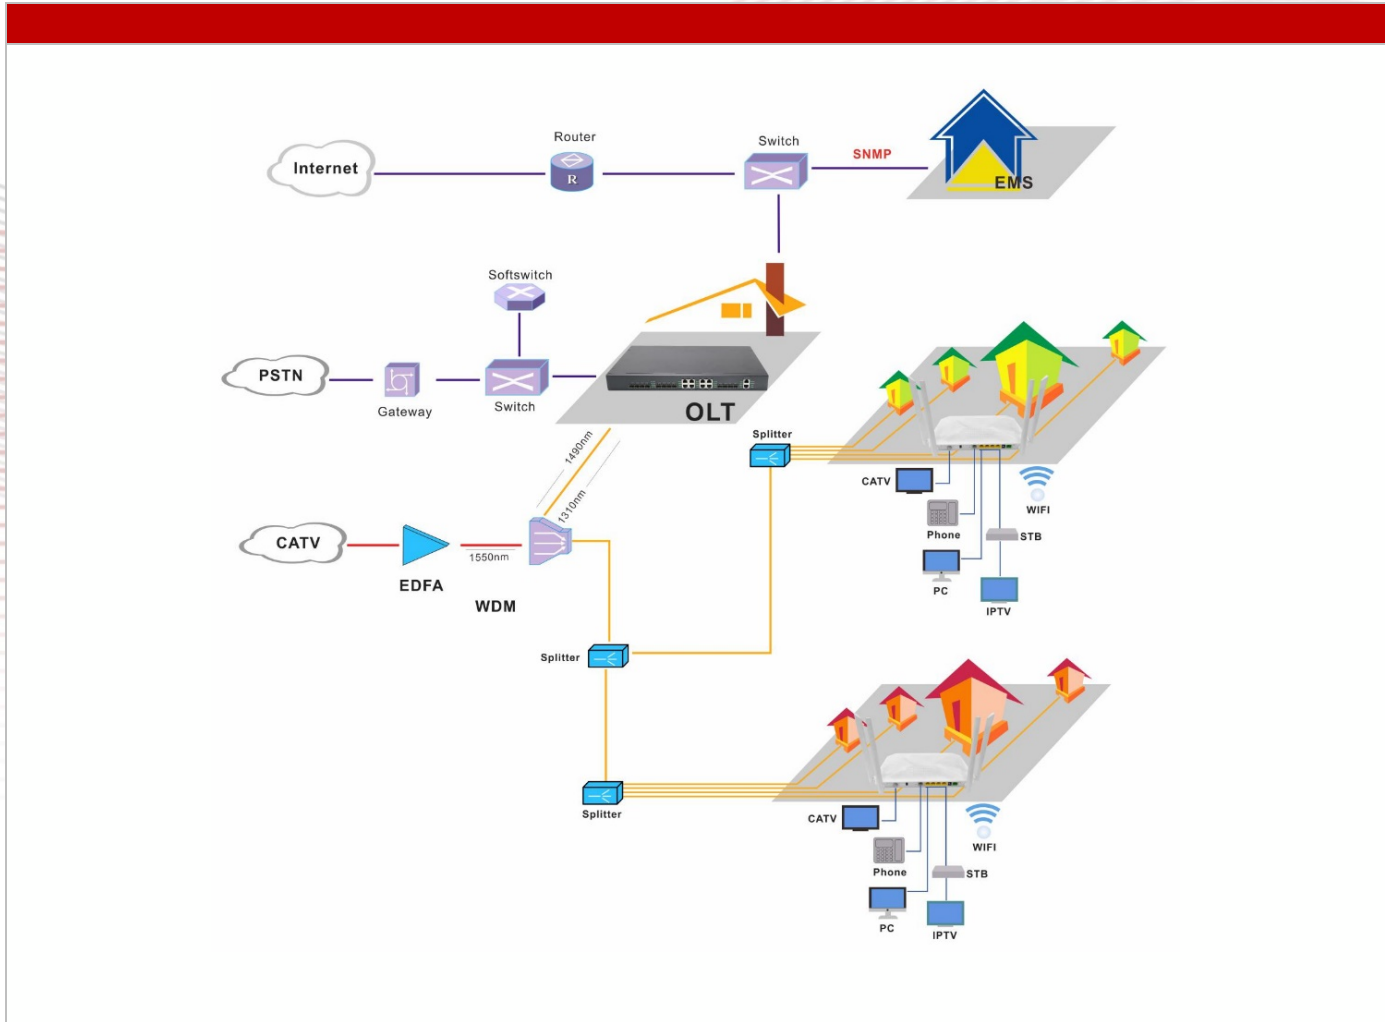 Router
Switch
Internet
SNMP
R
EMS
Softswitch
PSTN
Gateway
Switch
OLT
1490nm
1310nm
Splitter
CATV
WIFI
Phone
STB
PC
IPTV
CATV
1550nm
EDFA
WDM
Splitter
Splitter
CATV
WIFI
Phone
STB
PC
IPTV